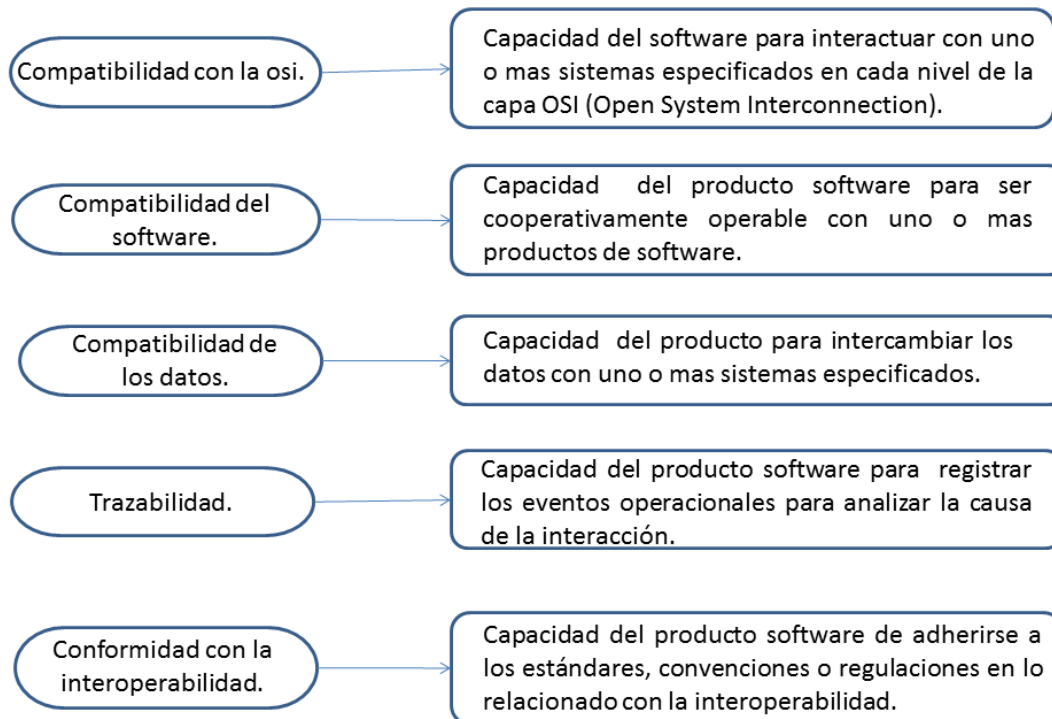 Compatibilidad con la osi.
Capacidad del software para interactuar con uno
o mas sistemas especificados en cada nivel de la
capa OSI (Open System Interconnection).
Compatibilidad del
software.
Capacidad del producto software para ser
cooperativamente operable con uno o mas
productos de software.
Compatibilidad de
los datos.
Capacidad del producto para intercambiar los
datos con uno o mas sistemas especificados.
Trazabilidad.
Capacidad del producto software para registrar
los eventos operacionales para analizar la causa
de la interacción.
Conformidad con la
interoperabilidad.
Capacidad del producto software de adherirse a
los estándares, convenciones o regulaciones en lo
relacionado con la interoperabilidad.